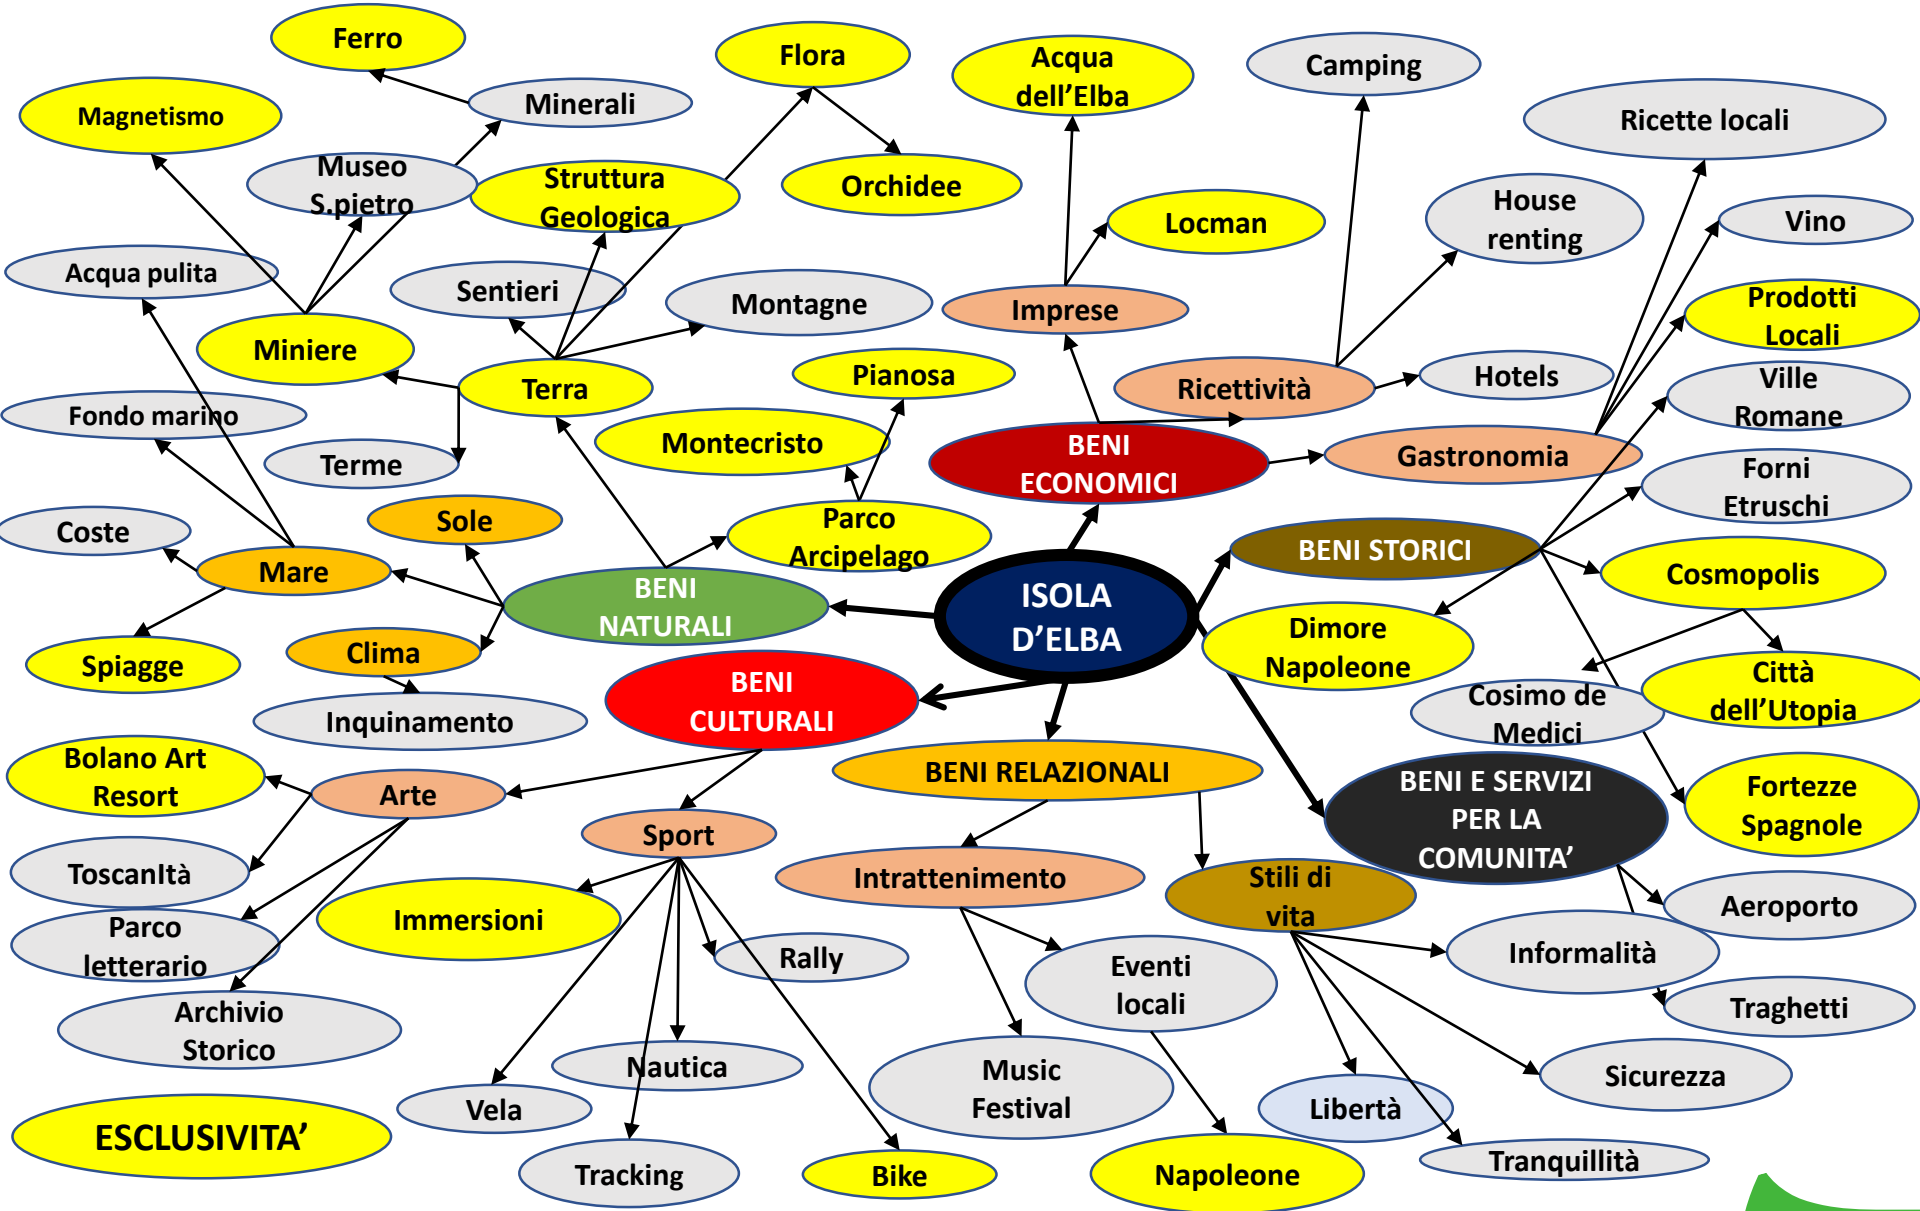 Ferro
Flora
Acqua
dell'Elba
Camping
Magnetismo
Minerali
Ricette locali
Museo
S.pietro
Struttura
Geologica
Orchidee
Locman
House
renting
Vino
Acqua pulita
Sentieri
Montagne
Imprese
Prodotti
Locali
Miniere
Terra
Pianosa
Ricettività
Hotels
Ville
Romane
Fondo marino
Terme
Montecristo
BENI
ECONOMICI
Gastronomia
Forni
Etruschi
Coste
Sole
Parco
Arcipelago
BENI STORICI
Mare
BENI
NATURALI
ISOLA
D'ELBA
Cosmopolis
Spiagge
Clima
Dimore
Napoleone
Inquinamento
BENI
CULTURALI
Cosimo de
Medici
Città
dell'Utopia
Bolano Art
Resort
Arte
BENI RELAZIONALI
BENI E SERVIZI
PER LA
COMUNITA'
Fortezze
Spagnole
Sport
ToscanItà
Intrattenimento
Stili di
vita
Aeroporto
Parco
letterario
Immersioni
Rally
Eventi
locali
Informalità
Archivio
Storico
Traghetti
Nautica
Music
Festival
Sicurezza
Vela
Libertà
ESCLUSIVITA'
Tracking
Bike
Napoleone
Tranquillità